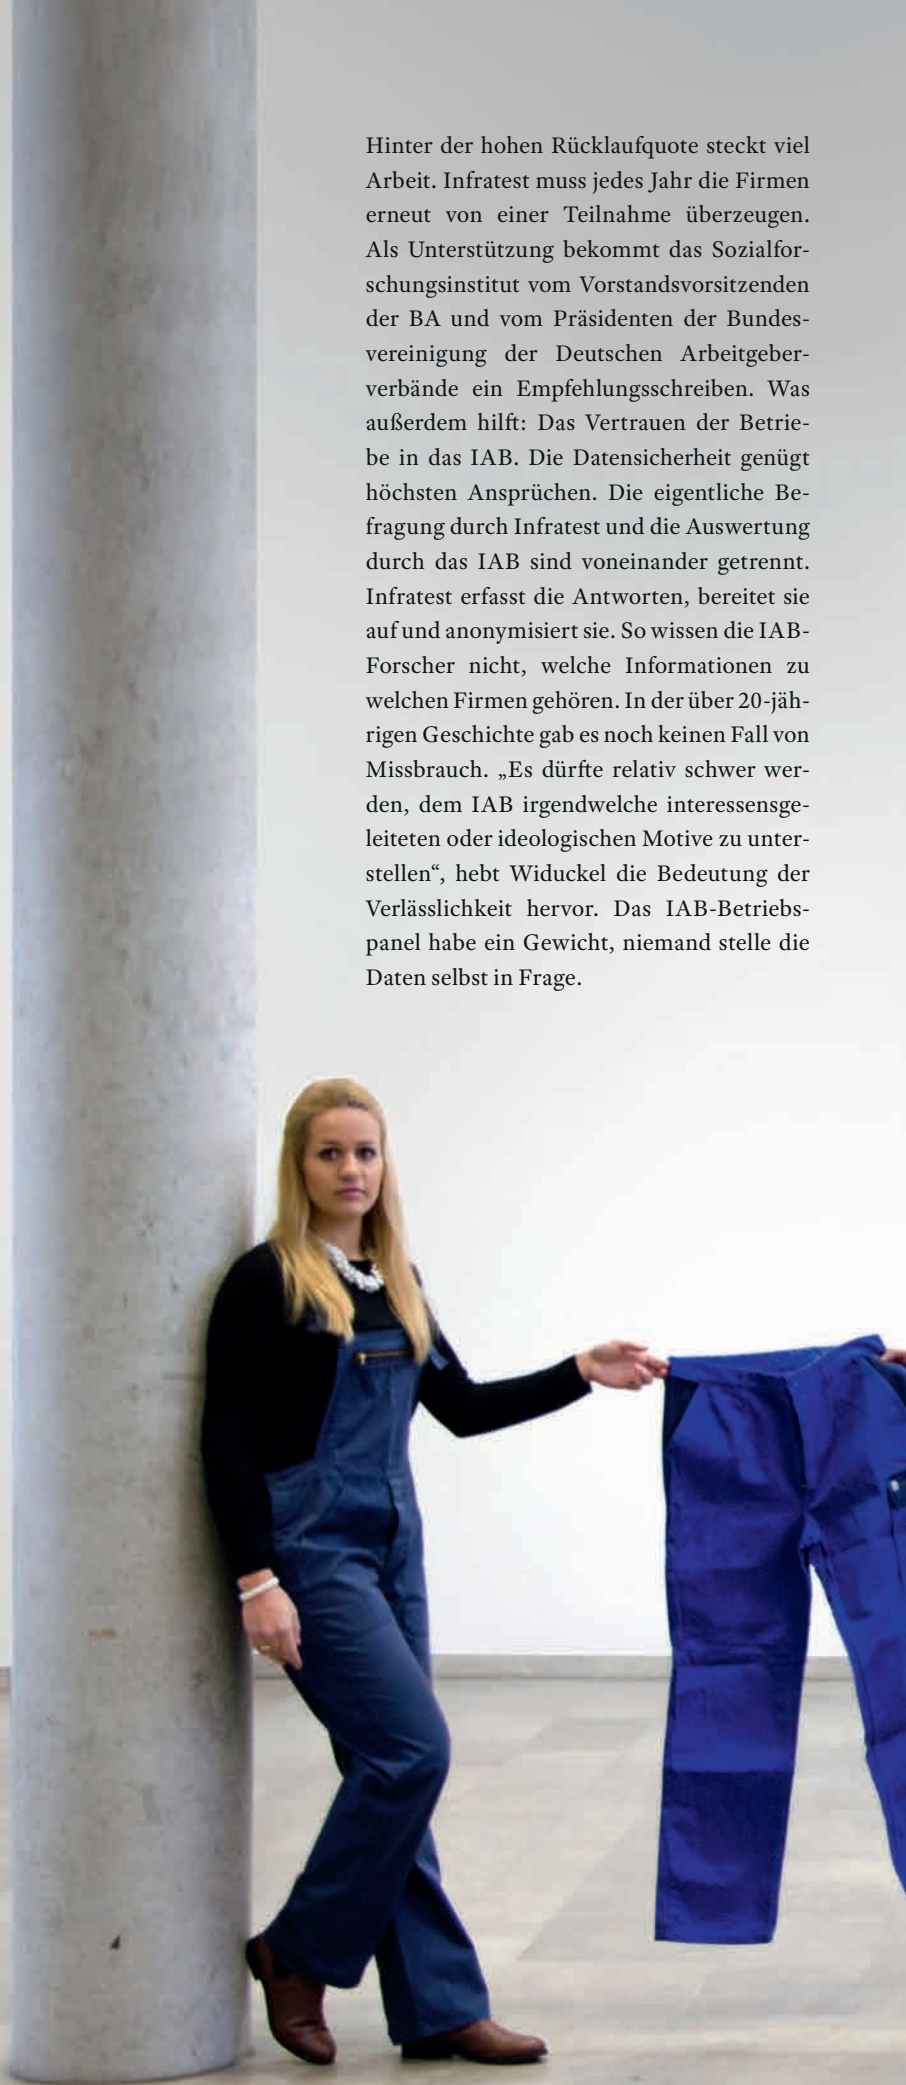 Hinter der hohen Rücklaufquote steckt viel
Arbeit. Infratest muss jedes Jahr die Firmen
erneut von einer Teilnahme überzeugen.
Als Unterstützung bekommt das Sozialfor-
schungsinstitut vom Vorstandsvorsitzenden
der BA und vom Präsidenten der Bundes-
vereinigung der Deutschen Arbeitgeber-
verbände ein Empfehlungsschreiben. Was
außerdem hilft: Das Vertrauen der Betrie-
be in das IAB. Die Datensicherheit genügt
höchsten Ansprüchen. Die eigentliche Be-
fragung durch Infratest und die Auswertung
durch das IAB sind voneinander getrennt.
Infratest erfasst die Antworten, bereitet sie
auf und anonymisiert sie. So wissen die IAB-
Forscher nicht, welche Informationen zu
welchen Firmen gehören. In der über 20-jäh-
rigen Geschichte gab es noch keinen Fall von
Missbrauch. „Es dürfte relativ schwer wer-
den, dem IAB irgendwelche interessensge-
leiteten oder ideologischen Motive zu unter-
stellen“, hebt Widuckel die Bedeutung der
Verlässlichkeit hervor. Das IAB-Betriebs-
panel habe ein Gewicht, niemand stelle die
Daten selbst in Frage.